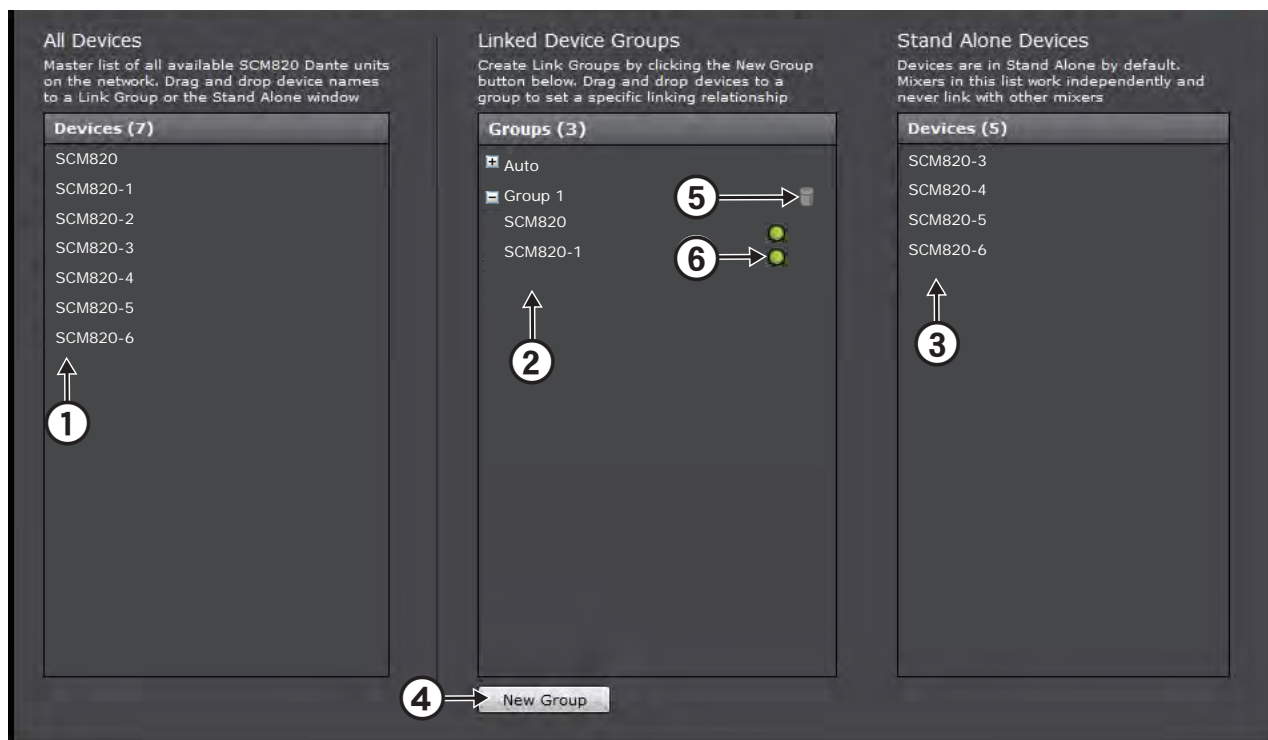 All Devices
Master list of all available SCM820 Dante units
on the network. Drag and drop device names
to a Link Group or the Stand Alone window
Devices (7)
SCM820
SCM820-1
SCM820-2
SCM820-3
SCM820-4
SCM820-5
SCM820-6
1
Linked Device Groups
Create Link Groups by clicking the New Group
button below. Drag and drop devices to a
group to set a specific linking relationship
Groups (3)
Auto
Group 1
5
SCM820
SCM820-1
6
2
4
New Group
Stand Alone Devices
Devices are in Stand Alone by default.
Mixers in this list work independently and
never link with other mixers
Devices (5)
SCM820-3
SCM820-4
SCM820-5
SCM820-6
3